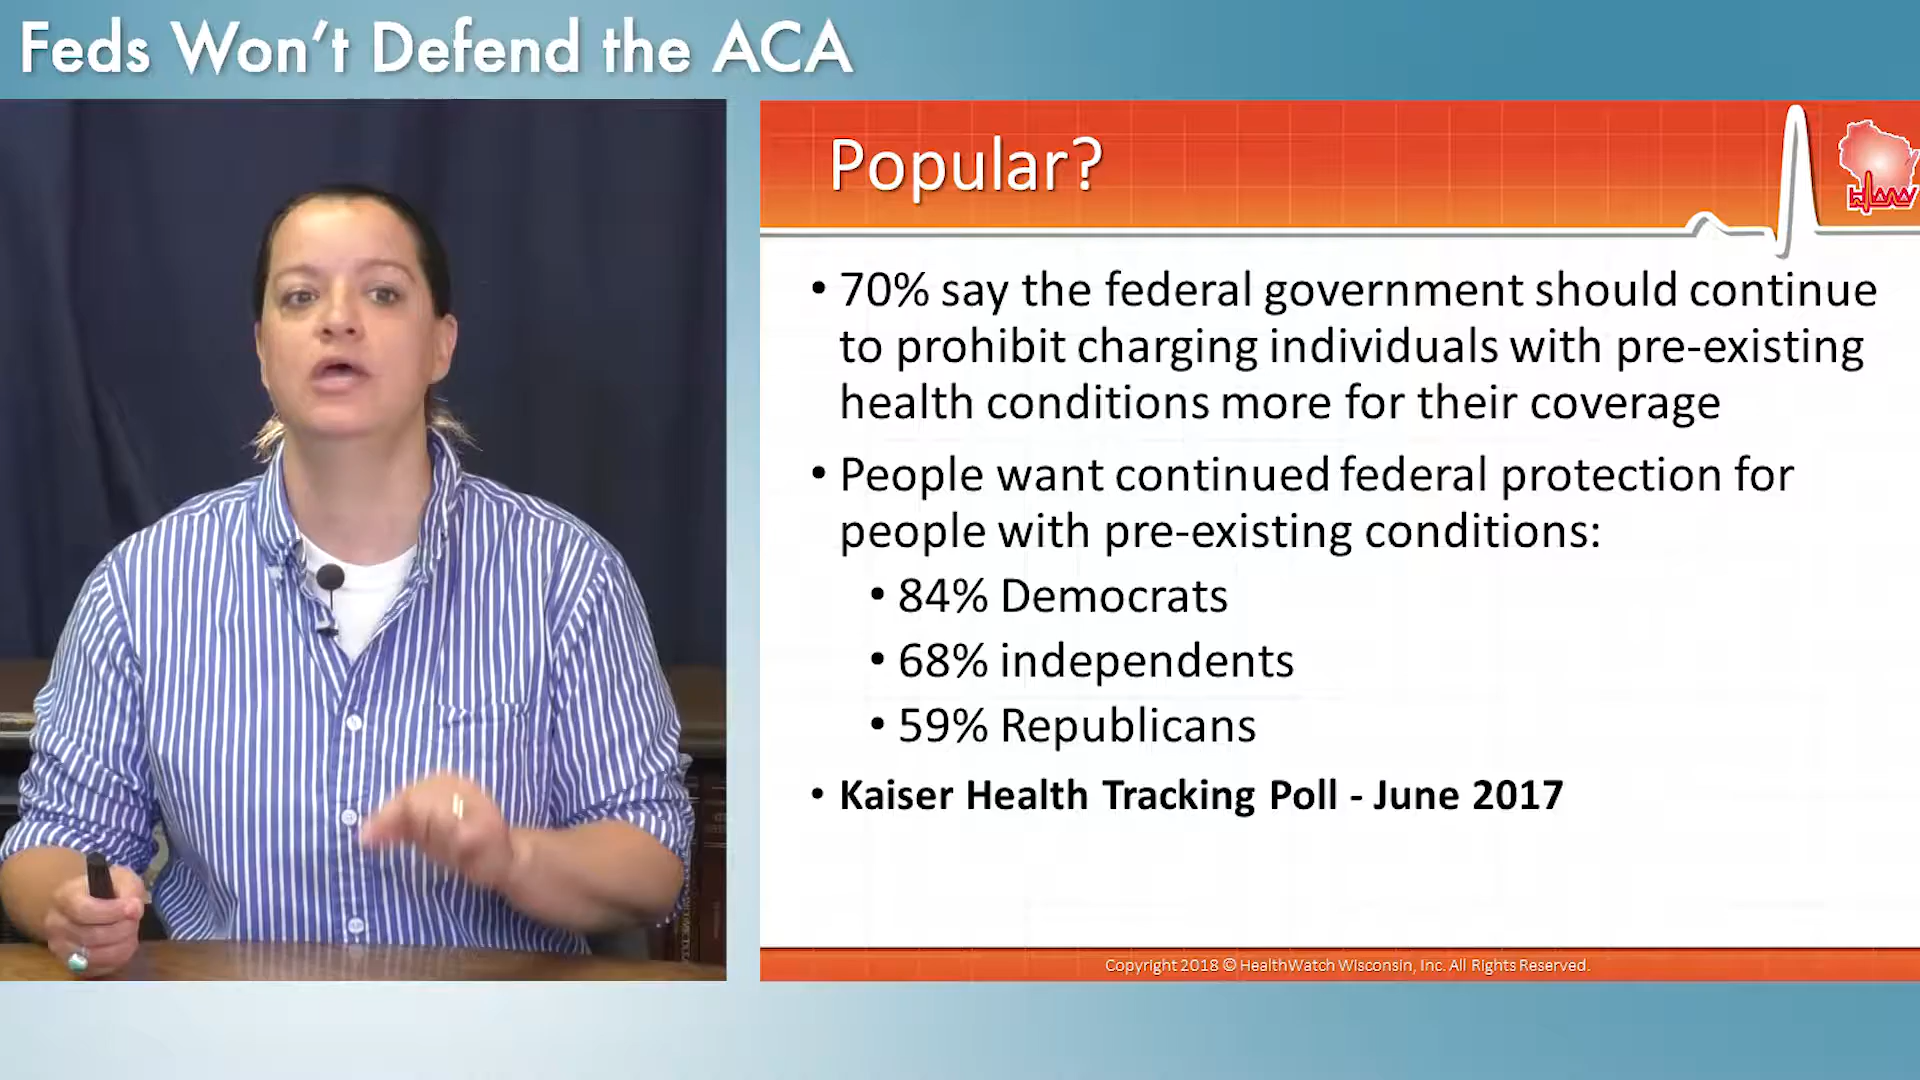 Feds Won't Defend the ACA
Popular?
HWW
• 70% say the federal government should continue
to prohibit charging individuals with pre-existing
health conditions more for their coverage
• People want continued federal protection for
people with pre-existing conditions:
• 84% Democrats
• 68% independents
• 59% Republicans
• Kaiser Health Tracking Poll - June 2017
Copyright 2018 © HealthWatch Wisconsin, Inc. All Rights Reserved.